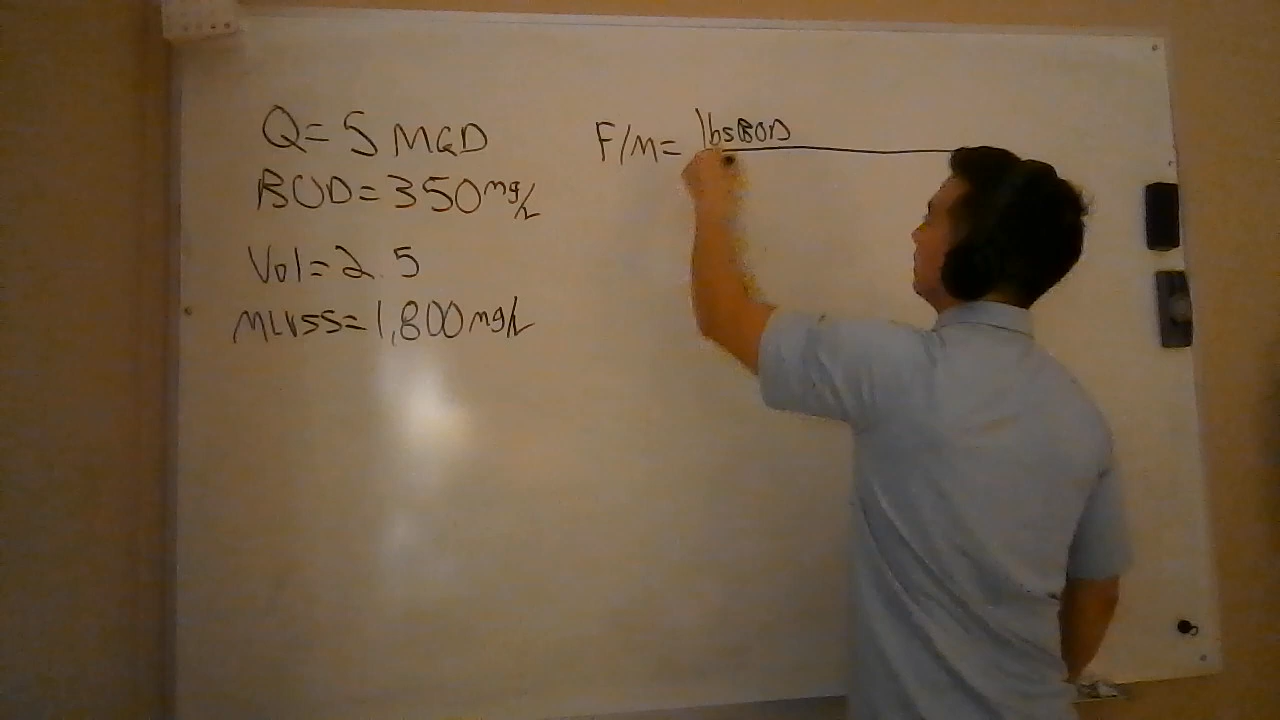 Q = 5 MGD
BOD = 350 mg/L
Vol = 2.5
MLVSS = 1,800 mg/L
F/M = lbs BOD